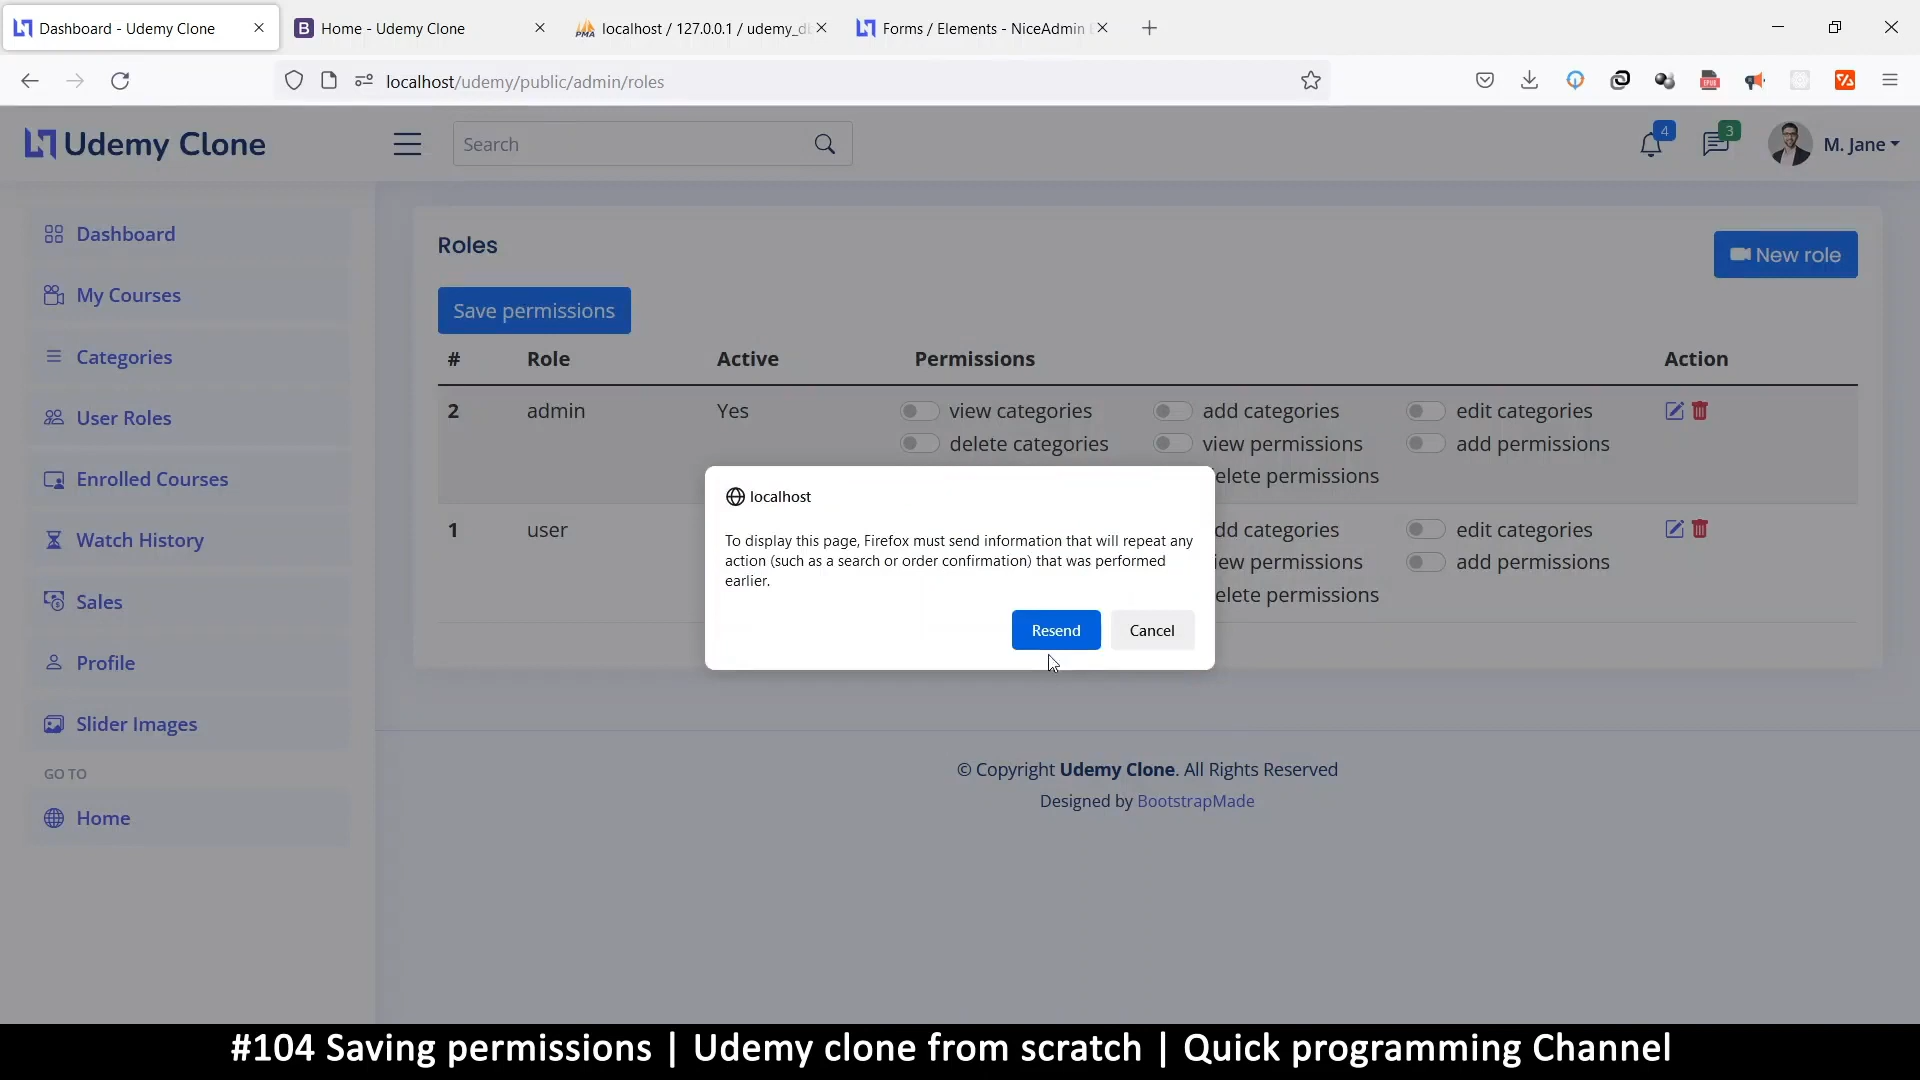 Dashboard - Udemy Clone
Home - Udemy Clone
localhost / 127.0.0.1 / udemy_d
Forms / Elements - NiceAdmin
localhost/udemy/public/admin/roles
Udemy Clone
Search
4
3
M. Jane
Dashboard
My Courses
Categories
User Roles
Enrolled Courses
Watch History
Sales
Profile
Slider Images
GO TO
Home
Roles
New role
Save permissions
# Role Active Permissions Action
2 admin Yes view categories add categories edit categories
delete categories view permissions add permissions
elete permissions
1 user dd categories edit categories
iew permissions add permissions
elete permissions
localhost
To display this page, Firefox must send information that will repeat any
action (such as a search or order confirmation) that was performed
earlier.
Resend Cancel
© Copyright Udemy Clone. All Rights Reserved
Designed by BootstrapMade
#104 Saving permissions | Udemy clone from scratch | Quick programming Channel